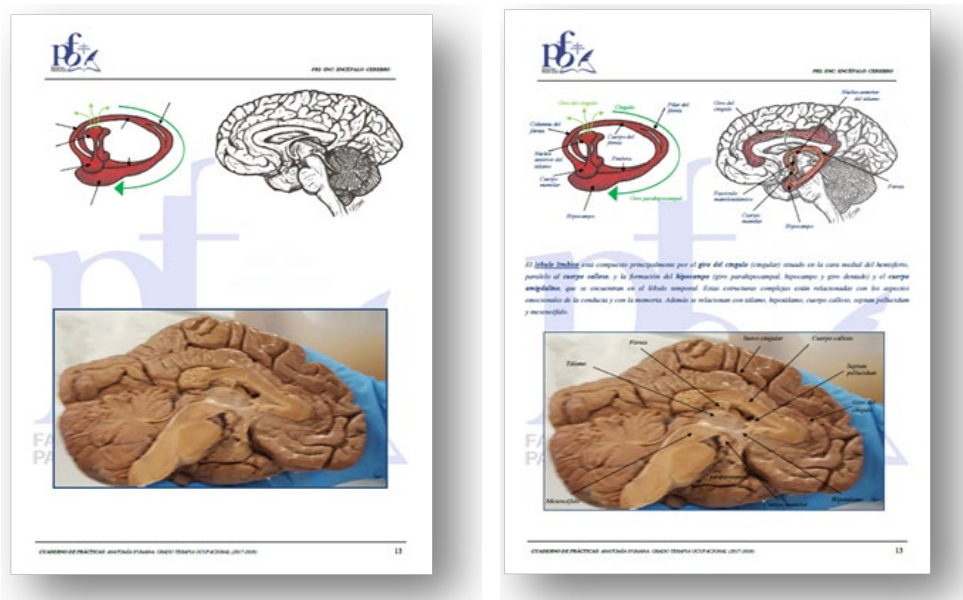 PR2. ENC: ENCÉFALO: CEREBRO
CUADERNO DE PRÁCTICAS: ANATOMÍA HUMANA. GRADO TERAPIA OCUPACIONAL (2017-2018)
13
PR2. ENC: ENCÉFALO: CEREBRO
Giro del cíngulo
Cíngulo
Pilar del fórnix
Columna del fórnix
Cuerpo del fórnix
Núcleo anterior del tálamo
Fimbria
Cuerpo mamilar
Giro parahipocampal
Hipocampo
Giro del cíngulo
Núcleo anterior del tálamo
Fórnix
Fascículo mamilotalámico
Cuerpo mamilar
Hipocampo
El lóbulo límbico está compuesto principalmente por el giro del cíngulo (cingular) situado en la cara medial del hemisferio,
paralelo al cuerpo calloso, y la formación del hipocampo (giro parahipocampal, hipocampo y giro dentado) y el cuerpo
amigdalino, que se encuentran en el lóbulo temporal. Estas estructuras complejas están relacionadas con los aspectos
emocionales de la conducta y con la memoria. Además se relacionan con tálamo, hipotálamo, cuerpo calloso, septum pellucidum
y mesencéfalo.
Fórnix
Surco cingular
Cuerpo calloso
Tálamo
Septum pellucidum
Giro del cíngulo
Mesencéfalo
Cuerpo mamilar
Hipotálamo
CUADERNO DE PRÁCTICAS: ANATOMÍA HUMANA. GRADO TERAPIA OCUPACIONAL (2017-2018)
13